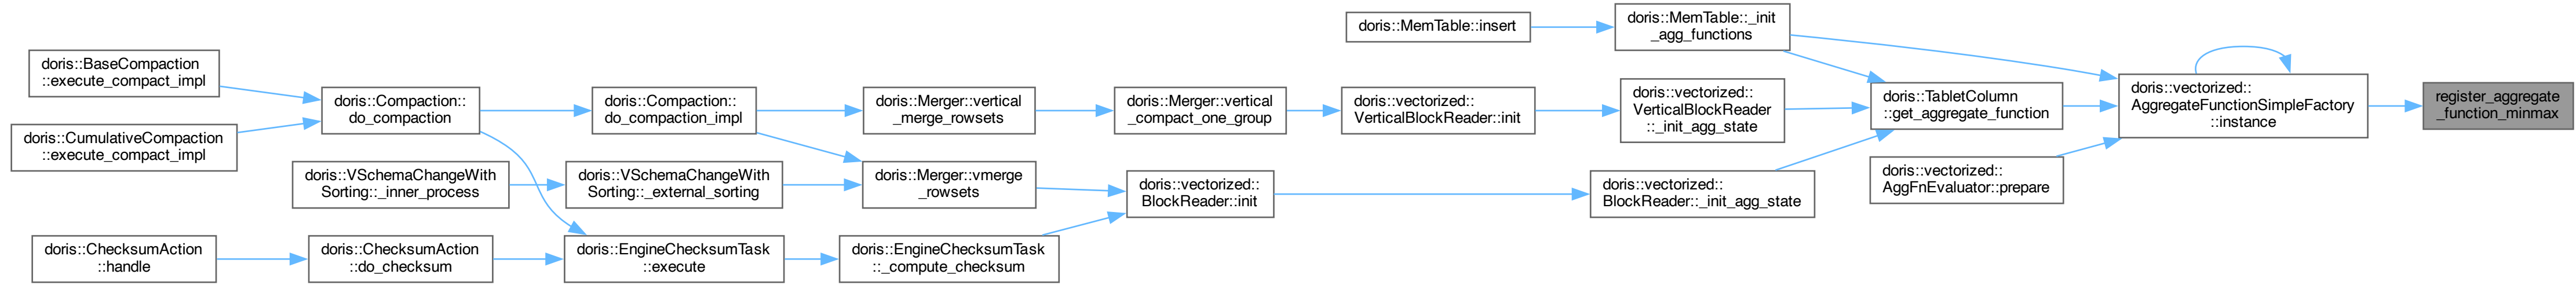 doris::BaseCompaction
::execute_compact_impl
doris::CumulativeCompaction
::execute_compact_impl
doris::Compaction::
do_compaction
doris::VSchemaChangeWith
Sorting::_inner_process
doris::ChecksumAction
::handle
doris::ChecksumAction
::do_checksum
doris::Compaction::
do_compaction_impl
doris::VSchemaChangeWith
Sorting::_external_sorting
doris::EngineChecksumTask
::execute
doris::Merger::vertical
_merge_rowsets
doris::Merger::vmerge
_rowsets
doris::EngineChecksumTask
::_compute_checksum
doris::Merger::vertical
_compact_one_group
doris::vectorized::
BlockReader::init
doris::MemTable::insert
doris::vectorized::
VerticalBlockReader::init
doris::MemTable::_init
_agg_functions
doris::vectorized::
VerticalBlockReader
::_init_agg_state
doris::vectorized::
BlockReader::_init_agg_state
doris::TabletColumn
::get_aggregate_function
doris::vectorized::
AggFnEvaluator::prepare
doris::vectorized::
AggregateFunctionSimpleFactory
::instance
register_aggregate
_function_minmax